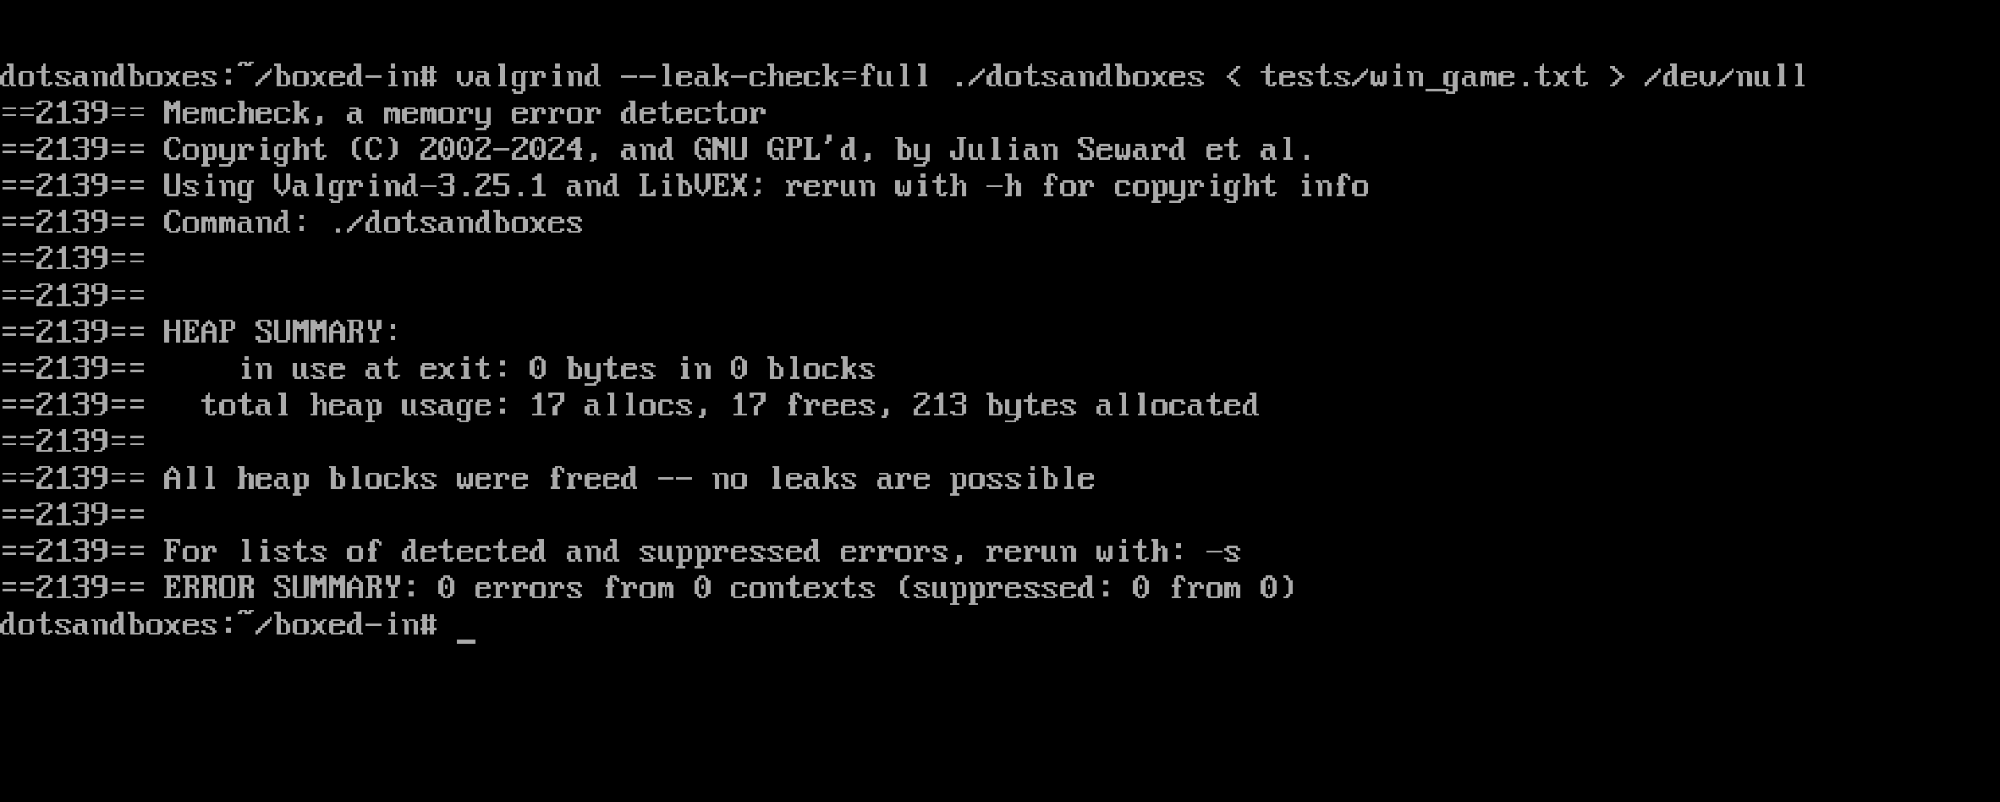 dotsandboxes:~/boxed-in# valgrind --leak-check=full ./dotsandboxes < tests/win_game.txt > /dev/null
==2139== Memcheck, a memory error detector
==2139== Copyright (C) 2002-2024, and GNU GPL'd, by Julian Seward et al.
==2139== Using Valgrind-3.25.1 and LibVEX; rerun with -h for copyright info
==2139== Command: ./dotsandboxes
==2139==
==2139==
==2139== HEAP SUMMARY:
==2139==     in use at exit: 0 bytes in 0 blocks
==2139==   total heap usage: 17 allocs, 17 frees, 213 bytes allocated
==2139==
==2139== All heap blocks were freed -- no leaks are possible
==2139==
==2139== For lists of detected and suppressed errors, rerun with: -s
==2139== ERROR SUMMARY: 0 errors from 0 contexts (suppressed: 0 from 0)
dotsandboxes:~/boxed-in# _